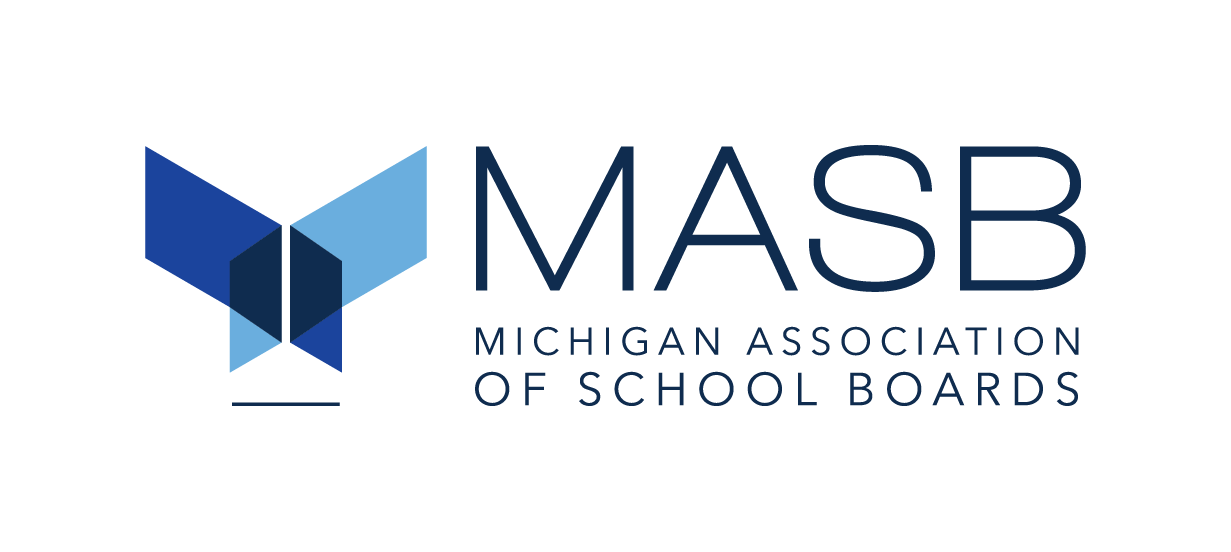 MASB
MICHIGAN ASSOCIATION
OF SCHOOL BOARDS